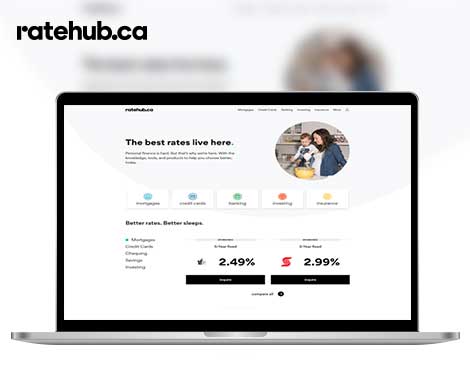 ratehub.ca
ratehub.ca
Mortgages Credit Cards Banking Investing Insurance More
The best rates live here.
Personal finance is hard. But that's why we're here. With the
knowledge, tools, and products to help you choose better,
today.
mortgages credit cards banking investing insurance
Better rates. Better sleeps.
Mortgages
Credit Cards
Chequing
Savings
Investing
5-Year fixed 5-Year fixed
2.49% 2.99%
Inquire Inquire
compare all